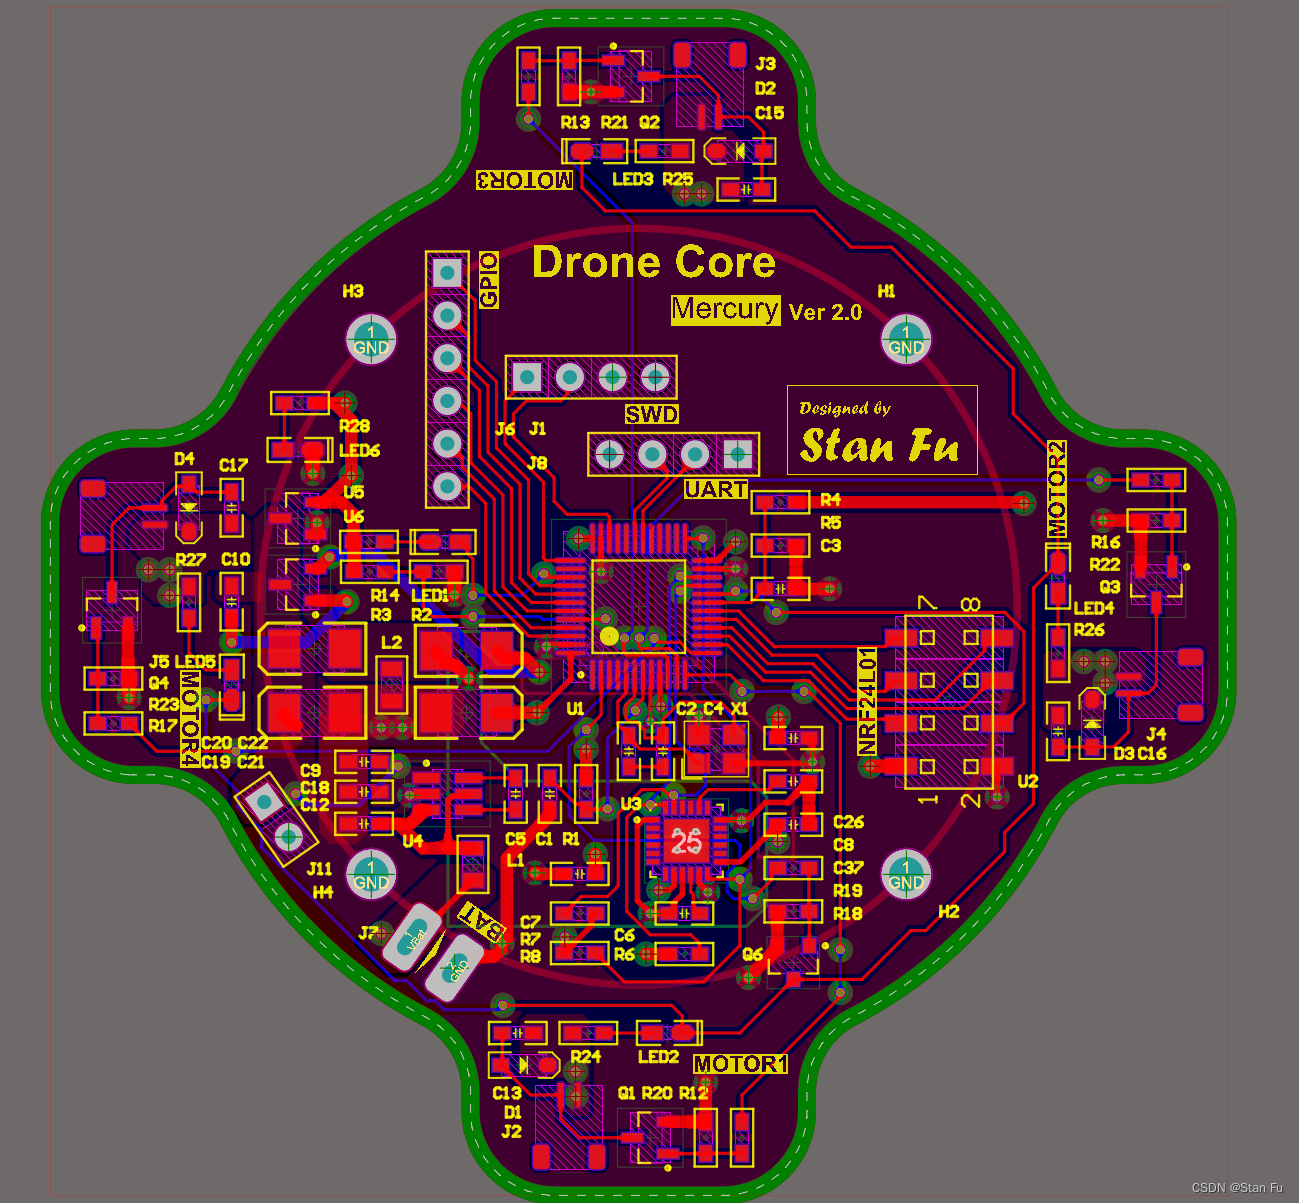 J3
D2
C15
R13 R21 Q2
LED3 R25
MOTOR3
Drone Core
Mercury Ver 2.0
GPIO
H3
H1
1
GND
1
GND
SWD
J6 J1
J8
UART
Designed by
Stan Fu
R28
LED6
D4 C17
U5
U6
R27 C10
R14 LED1
R3 R2
L2
R4
R5
C3
MOTOR2
R16
R22
Q3
LED4
R26
7 8
NRF24L01
1 2
U2
J4
D3 C16
J5 LED5
Q4
R23
R17
MOTOR4
C20 C22
C19 C21
U1
C2 C4 X1
C9
C18
C12
U4
C5 C1 R1
L1
U3
25
C26
C8
C37
R19
R18
J11
H4
1
GND
1
GND
H2
J7
1
VBat
2
GND
BAT
C7
R7
R8
C6
R6
Q6
R24 LED2
MOTOR1
C13
D1
J2
Q1 R20 R12
CSDN @Stan Fu